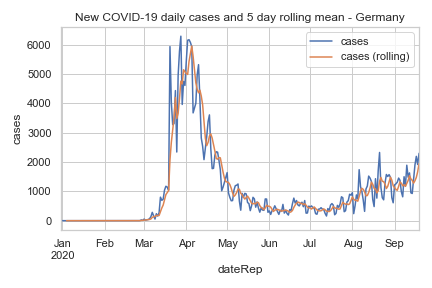 New COVID-19 daily cases and 5 day rolling mean - Germany
cases
cases (rolling)
6000
5000
4000
3000
2000
1000
0
cases
Jan Feb Mar Apr May Jun Jul Aug Sep
2020
dateRep